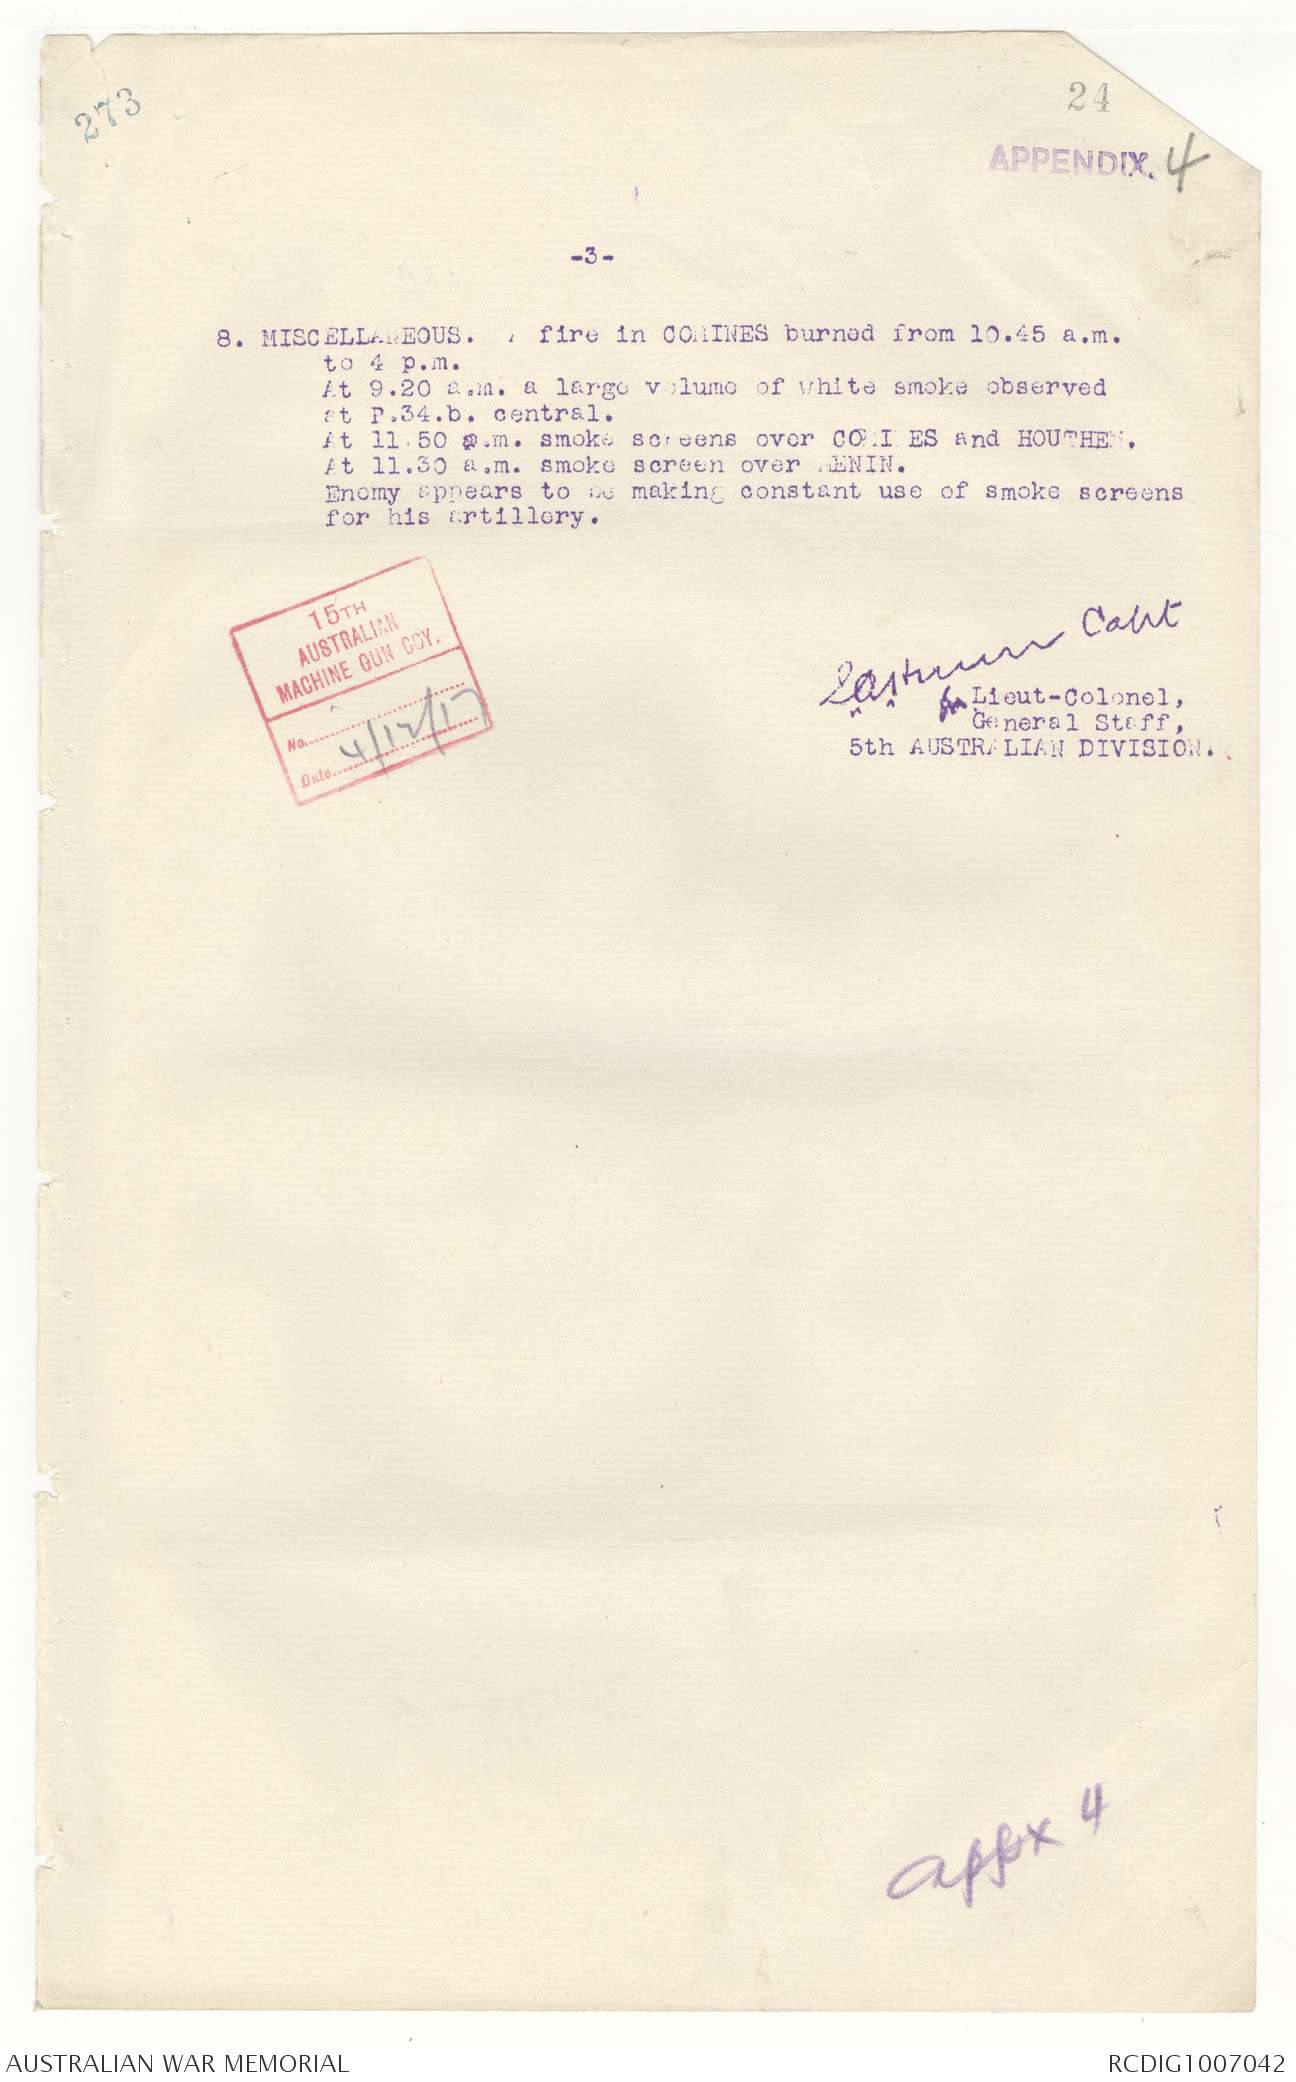 273
24
APPENDIX. 4
-3-
8. MISCELLANEOUS. A fire in COMINES burned from 10.45 a.m.
to 4 p.m.
At 9.20 a.m. a large volume of white smoke observed
at P.34.b. central.
At 11.50 a.m. smoke screens over COMINES and HOUTHEM.
At 11.30 a.m. smoke screen over MENIN.
Enemy appears to be making constant use of smoke screens
for his artillery.
15TH
AUSTRALIAN
MACHINE GUN COY.
No.
Date 4/12/17
Capt
for Lieut-Colonel,
General Staff,
5th AUSTRALIAN DIVISION.
Appx 4
AUSTRALIAN WAR MEMORIAL
RCDIG1007042